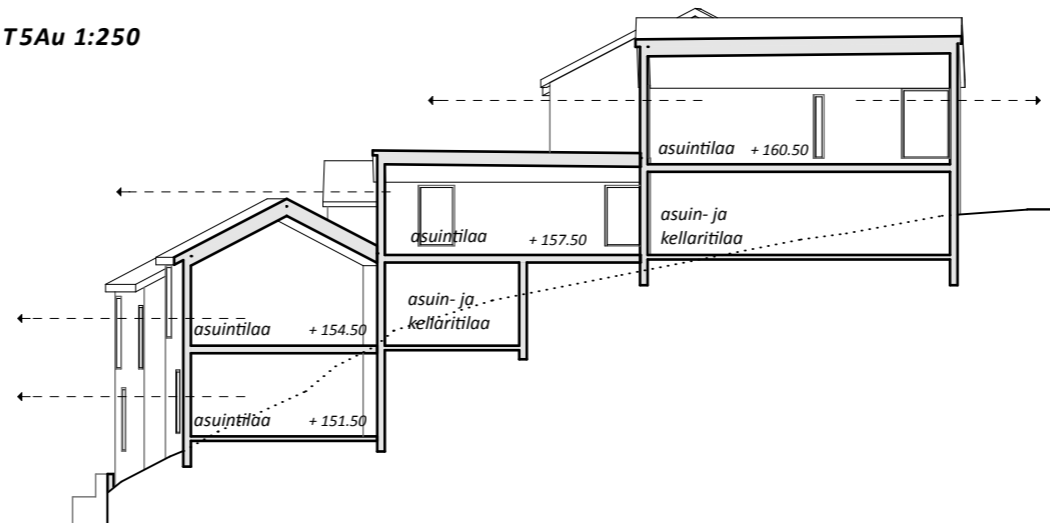 T5Au 1:250
asuintilaa + 160.50
asuin- ja
kellaritilaa
asuintilaa + 157.50
asuin- ja
kellaritilaa
asuintilaa + 154.50
asuintilaa + 151.50